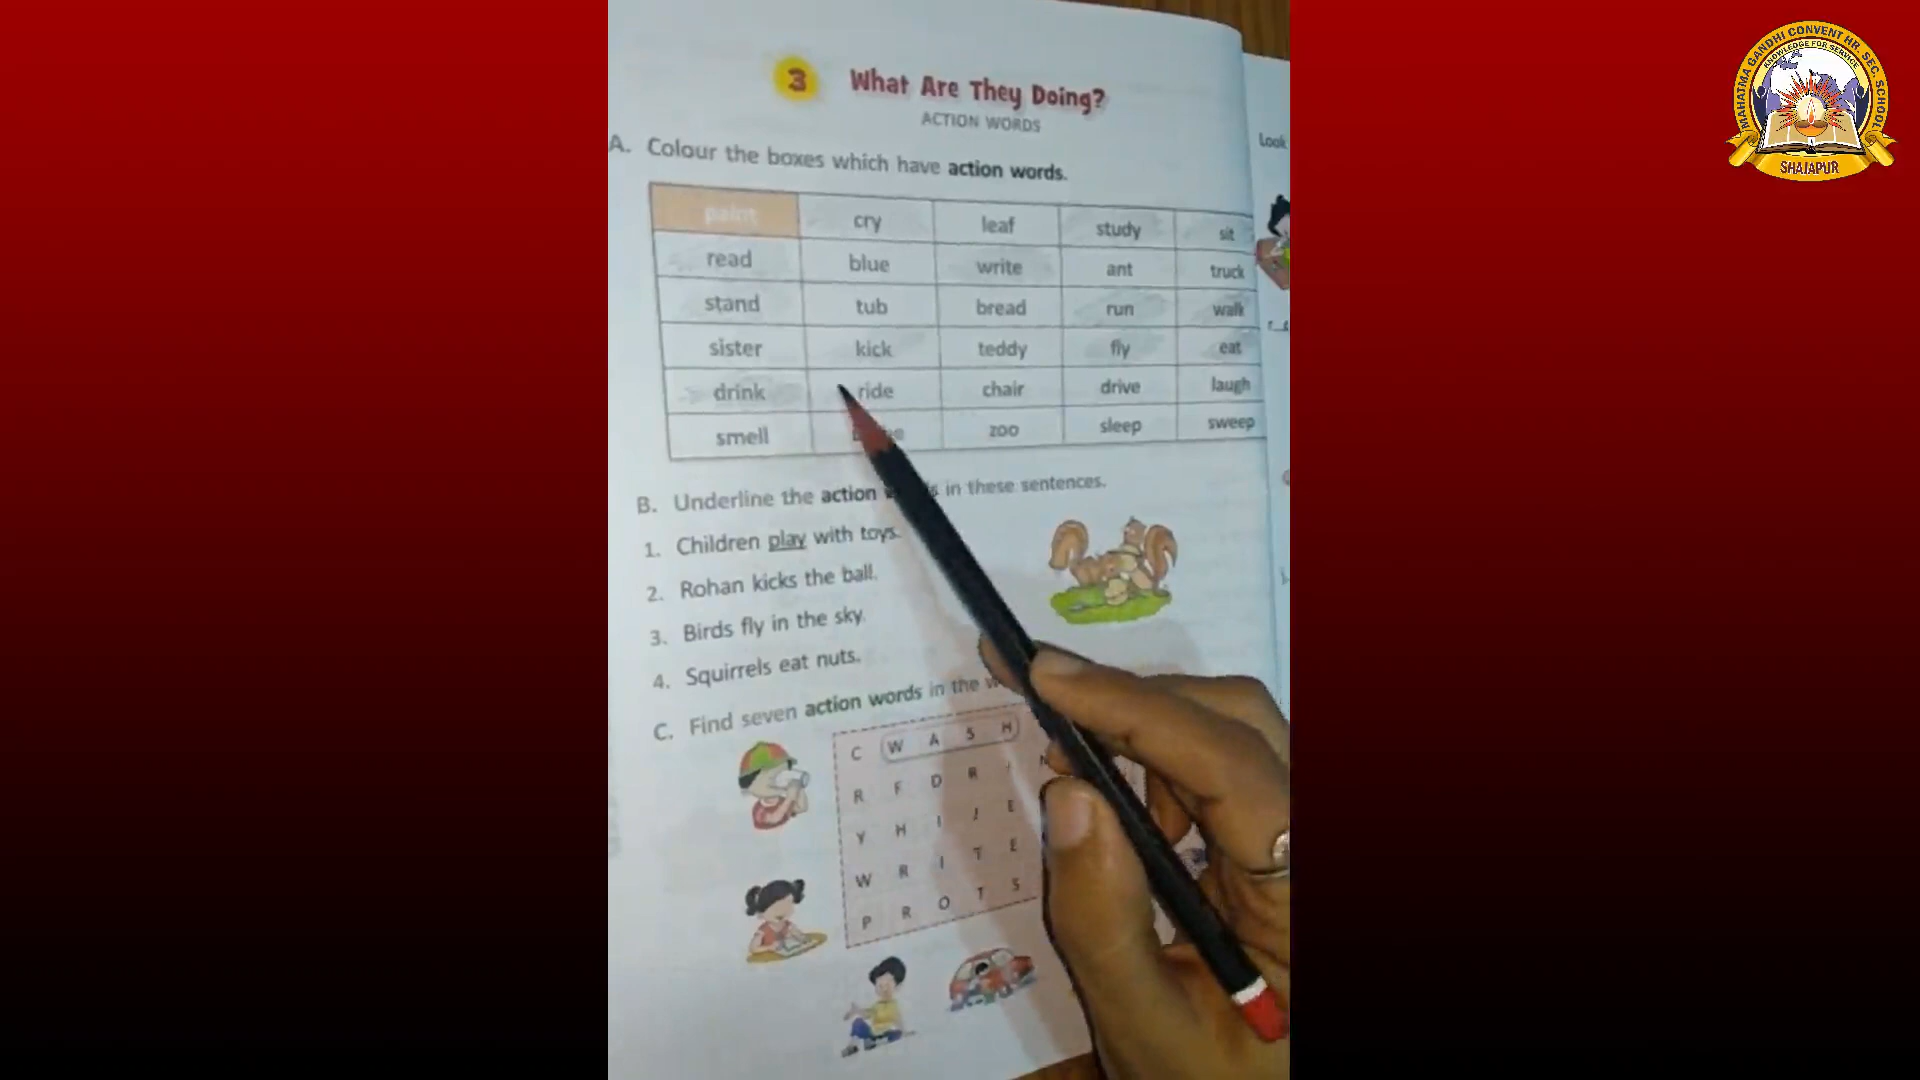 MAHATMA GANDHI CONVENT HR. SEC. SCHOOL
KNOWLEDGE FOR SERVICE
SHAJAPUR
3 What Are They Doing?
ACTION WORDS
Look
A. Colour the boxes which have action words.
paint cry leaf study sit
read blue write ant truck
stand tub bread run walk
sister kick teddy fly eat
drink ride chair drive laugh
smell zoo sleep sweep
B. Underline the action in these sentences.
1. Children play with toys.
2. Rohan kicks the ball.
3. Birds fly in the sky.
4. Squirrels eat nuts.
C. Find seven action words in the
C W A S H
R F D R I N
Y H I J E
W R I T E
P R O T S